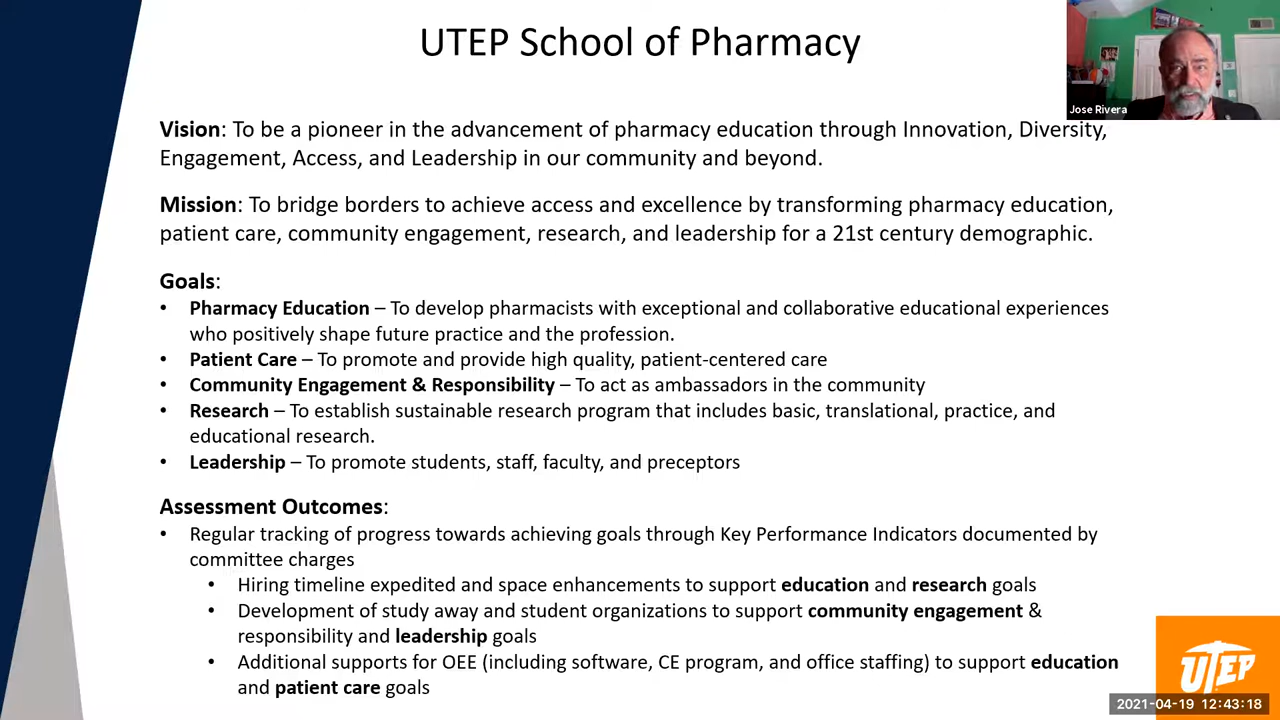 UTEP School of Pharmacy
Jose Rivera
Vision: To be a pioneer in the advancement of pharmacy education through Innovation, Diversity,
Engagement, Access, and Leadership in our community and beyond.
Mission: To bridge borders to achieve access and excellence by transforming pharmacy education,
patient care, community engagement, research, and leadership for a 21st century demographic.
Goals:
• Pharmacy Education – To develop pharmacists with exceptional and collaborative educational experiences
who positively shape future practice and the profession.
• Patient Care – To promote and provide high quality, patient-centered care
• Community Engagement & Responsibility – To act as ambassadors in the community
• Research – To establish sustainable research program that includes basic, translational, practice, and
educational research.
• Leadership – To promote students, staff, faculty, and preceptors
Assessment Outcomes:
• Regular tracking of progress towards achieving goals through Key Performance Indicators documented by
committee charges
• Hiring timeline expedited and space enhancements to support education and research goals
• Development of study away and student organizations to support community engagement &
responsibility and leadership goals
• Additional supports for OEE (including software, CE program, and office staffing) to support education
and patient care goals
UTEP
2021-04-19 12:43:18